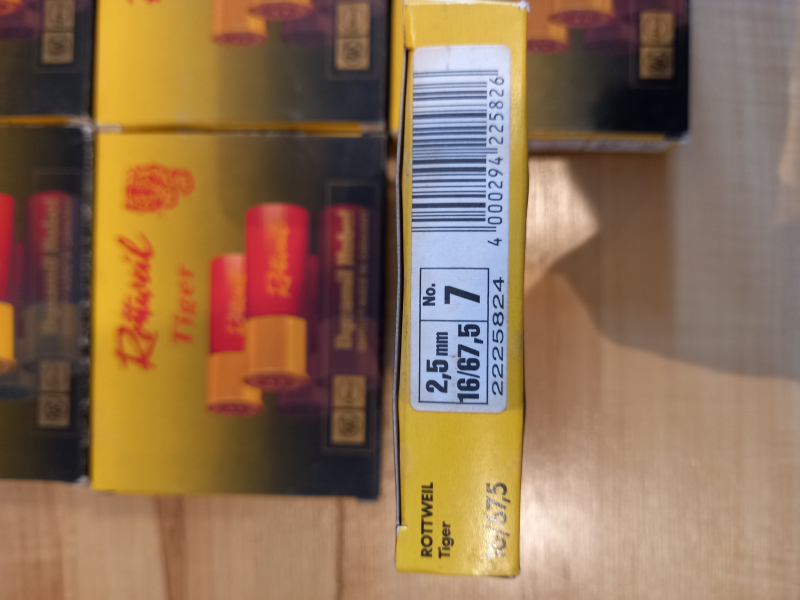 Rottweil
Tiger
Rottweil
4 000294 225826
2,5 mm
No.
16/67,5
7
2225824
ROTTWEIL
Tiger
16/67,5